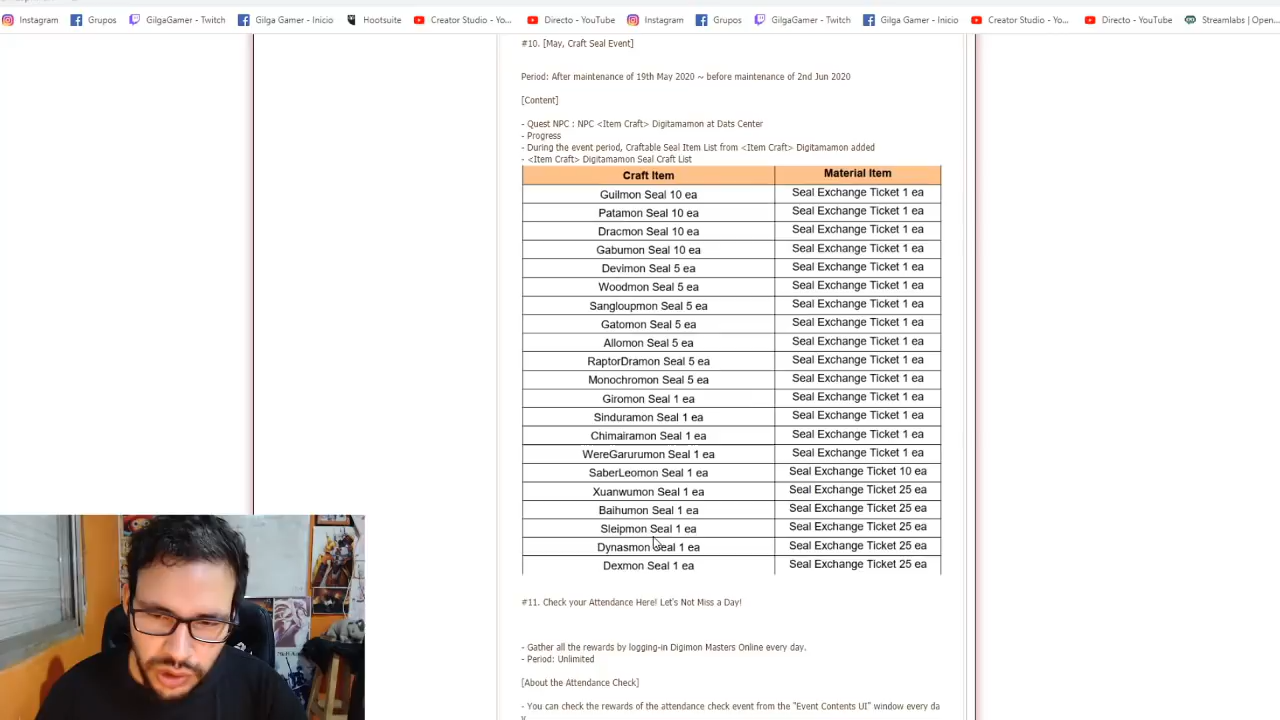 Instagram Grupos GilgaGamer - Twitch Gilga Gamer - Inicio Hootsuite Creator Studio - Yo... Directo - YouTube Instagram Grupos GilgaGamer - Twitch Gilga Gamer - Inicio Creator Studio - Yo... Directo - YouTube Streamlabs | Open...
#10. [May, Craft Seal Event]
Period: After maintenance of 19th May 2020 ~ before maintenance of 2nd Jun 2020
[Content]
- Quest NPC : NPC <Item Craft> Digitamamon at Dats Center
- Progress
- During the event period, Craftable Seal Item List from <Item Craft> Digitamamon added
- <Item Craft> Digitamamon Seal Craft List
Craft Item Material Item
Guilmon Seal 10 ea Seal Exchange Ticket 1 ea
Patamon Seal 10 ea Seal Exchange Ticket 1 ea
Dracmon Seal 10 ea Seal Exchange Ticket 1 ea
Gabumon Seal 10 ea Seal Exchange Ticket 1 ea
Devimon Seal 5 ea Seal Exchange Ticket 1 ea
Woodmon Seal 5 ea Seal Exchange Ticket 1 ea
Sangloupmon Seal 5 ea Seal Exchange Ticket 1 ea
Gatomon Seal 5 ea Seal Exchange Ticket 1 ea
Allomon Seal 5 ea Seal Exchange Ticket 1 ea
RaptorDramon Seal 5 ea Seal Exchange Ticket 1 ea
Monochromon Seal 5 ea Seal Exchange Ticket 1 ea
Giromon Seal 1 ea Seal Exchange Ticket 1 ea
Sinduramon Seal 1 ea Seal Exchange Ticket 1 ea
Chimairamon Seal 1 ea Seal Exchange Ticket 1 ea
WereGarurumon Seal 1 ea Seal Exchange Ticket 1 ea
SaberLeomon Seal 1 ea Seal Exchange Ticket 10 ea
Xuanwumon Seal 1 ea Seal Exchange Ticket 25 ea
Baihumon Seal 1 ea Seal Exchange Ticket 25 ea
Sleipmon Seal 1 ea Seal Exchange Ticket 25 ea
Dynasmon Seal 1 ea Seal Exchange Ticket 25 ea
Dexmon Seal 1 ea Seal Exchange Ticket 25 ea
#11. Check your Attendance Here! Let's Not Miss a Day!
- Gather all the rewards by logging-in Digimon Masters Online every day.
- Period: Unlimited
[About the Attendance Check]
- You can check the rewards of the attendance check event from the "Event Contents UI" window every da
y